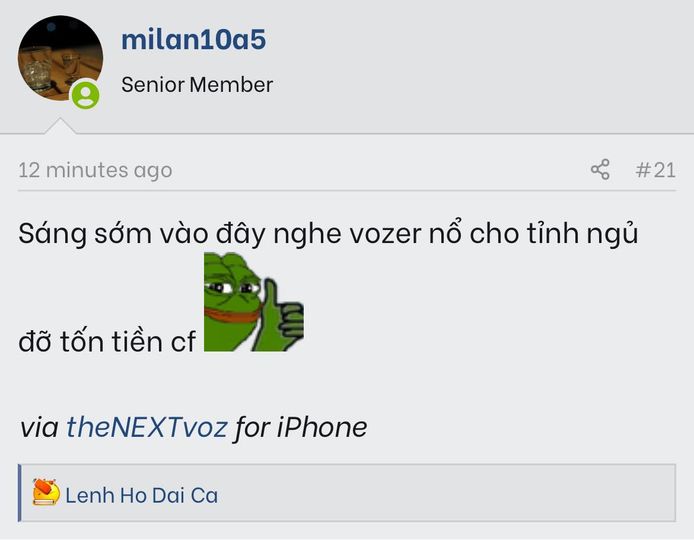 milan10a5
Senior Member
12 minutes ago #21
Sáng sớm vào đây nghe vozer nổ cho tỉnh ngủ
đỡ tốn tiền cf
via theNEXTvoz for iPhone
Lenh Ho Dai Ca